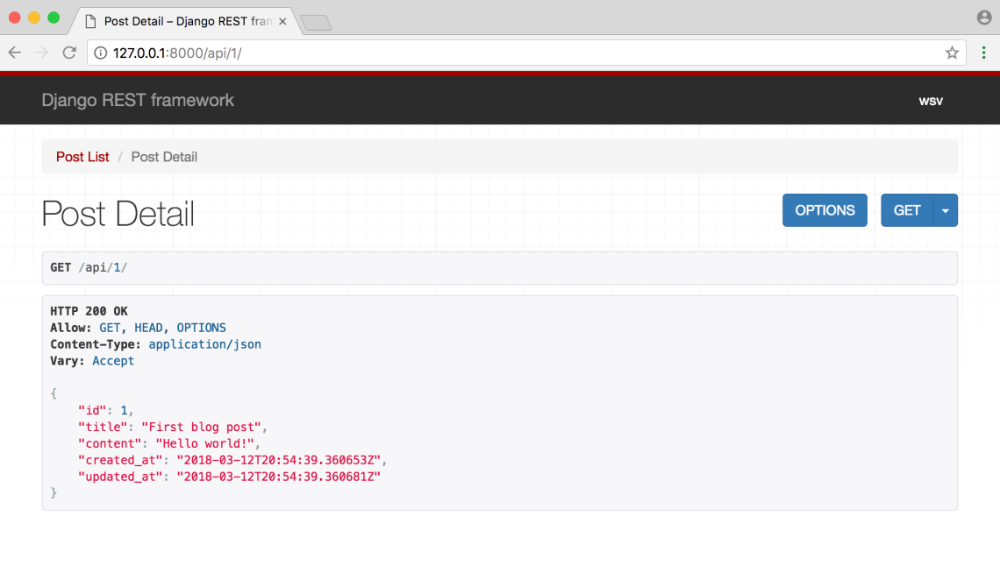 Post Detail – Django REST fram
127.0.0.1:8000/api/1/
Django REST framework
wsv
Post List / Post Detail
Post Detail
OPTIONS
GET
GET /api/1/
HTTP 200 OK
Allow: GET, HEAD, OPTIONS
Content-Type: application/json
Vary: Accept
{
    "id": 1,
    "title": "First blog post",
    "content": "Hello world!",
    "created_at": "2018-03-12T20:54:39.360653Z",
    "updated_at": "2018-03-12T20:54:39.360681Z"
}